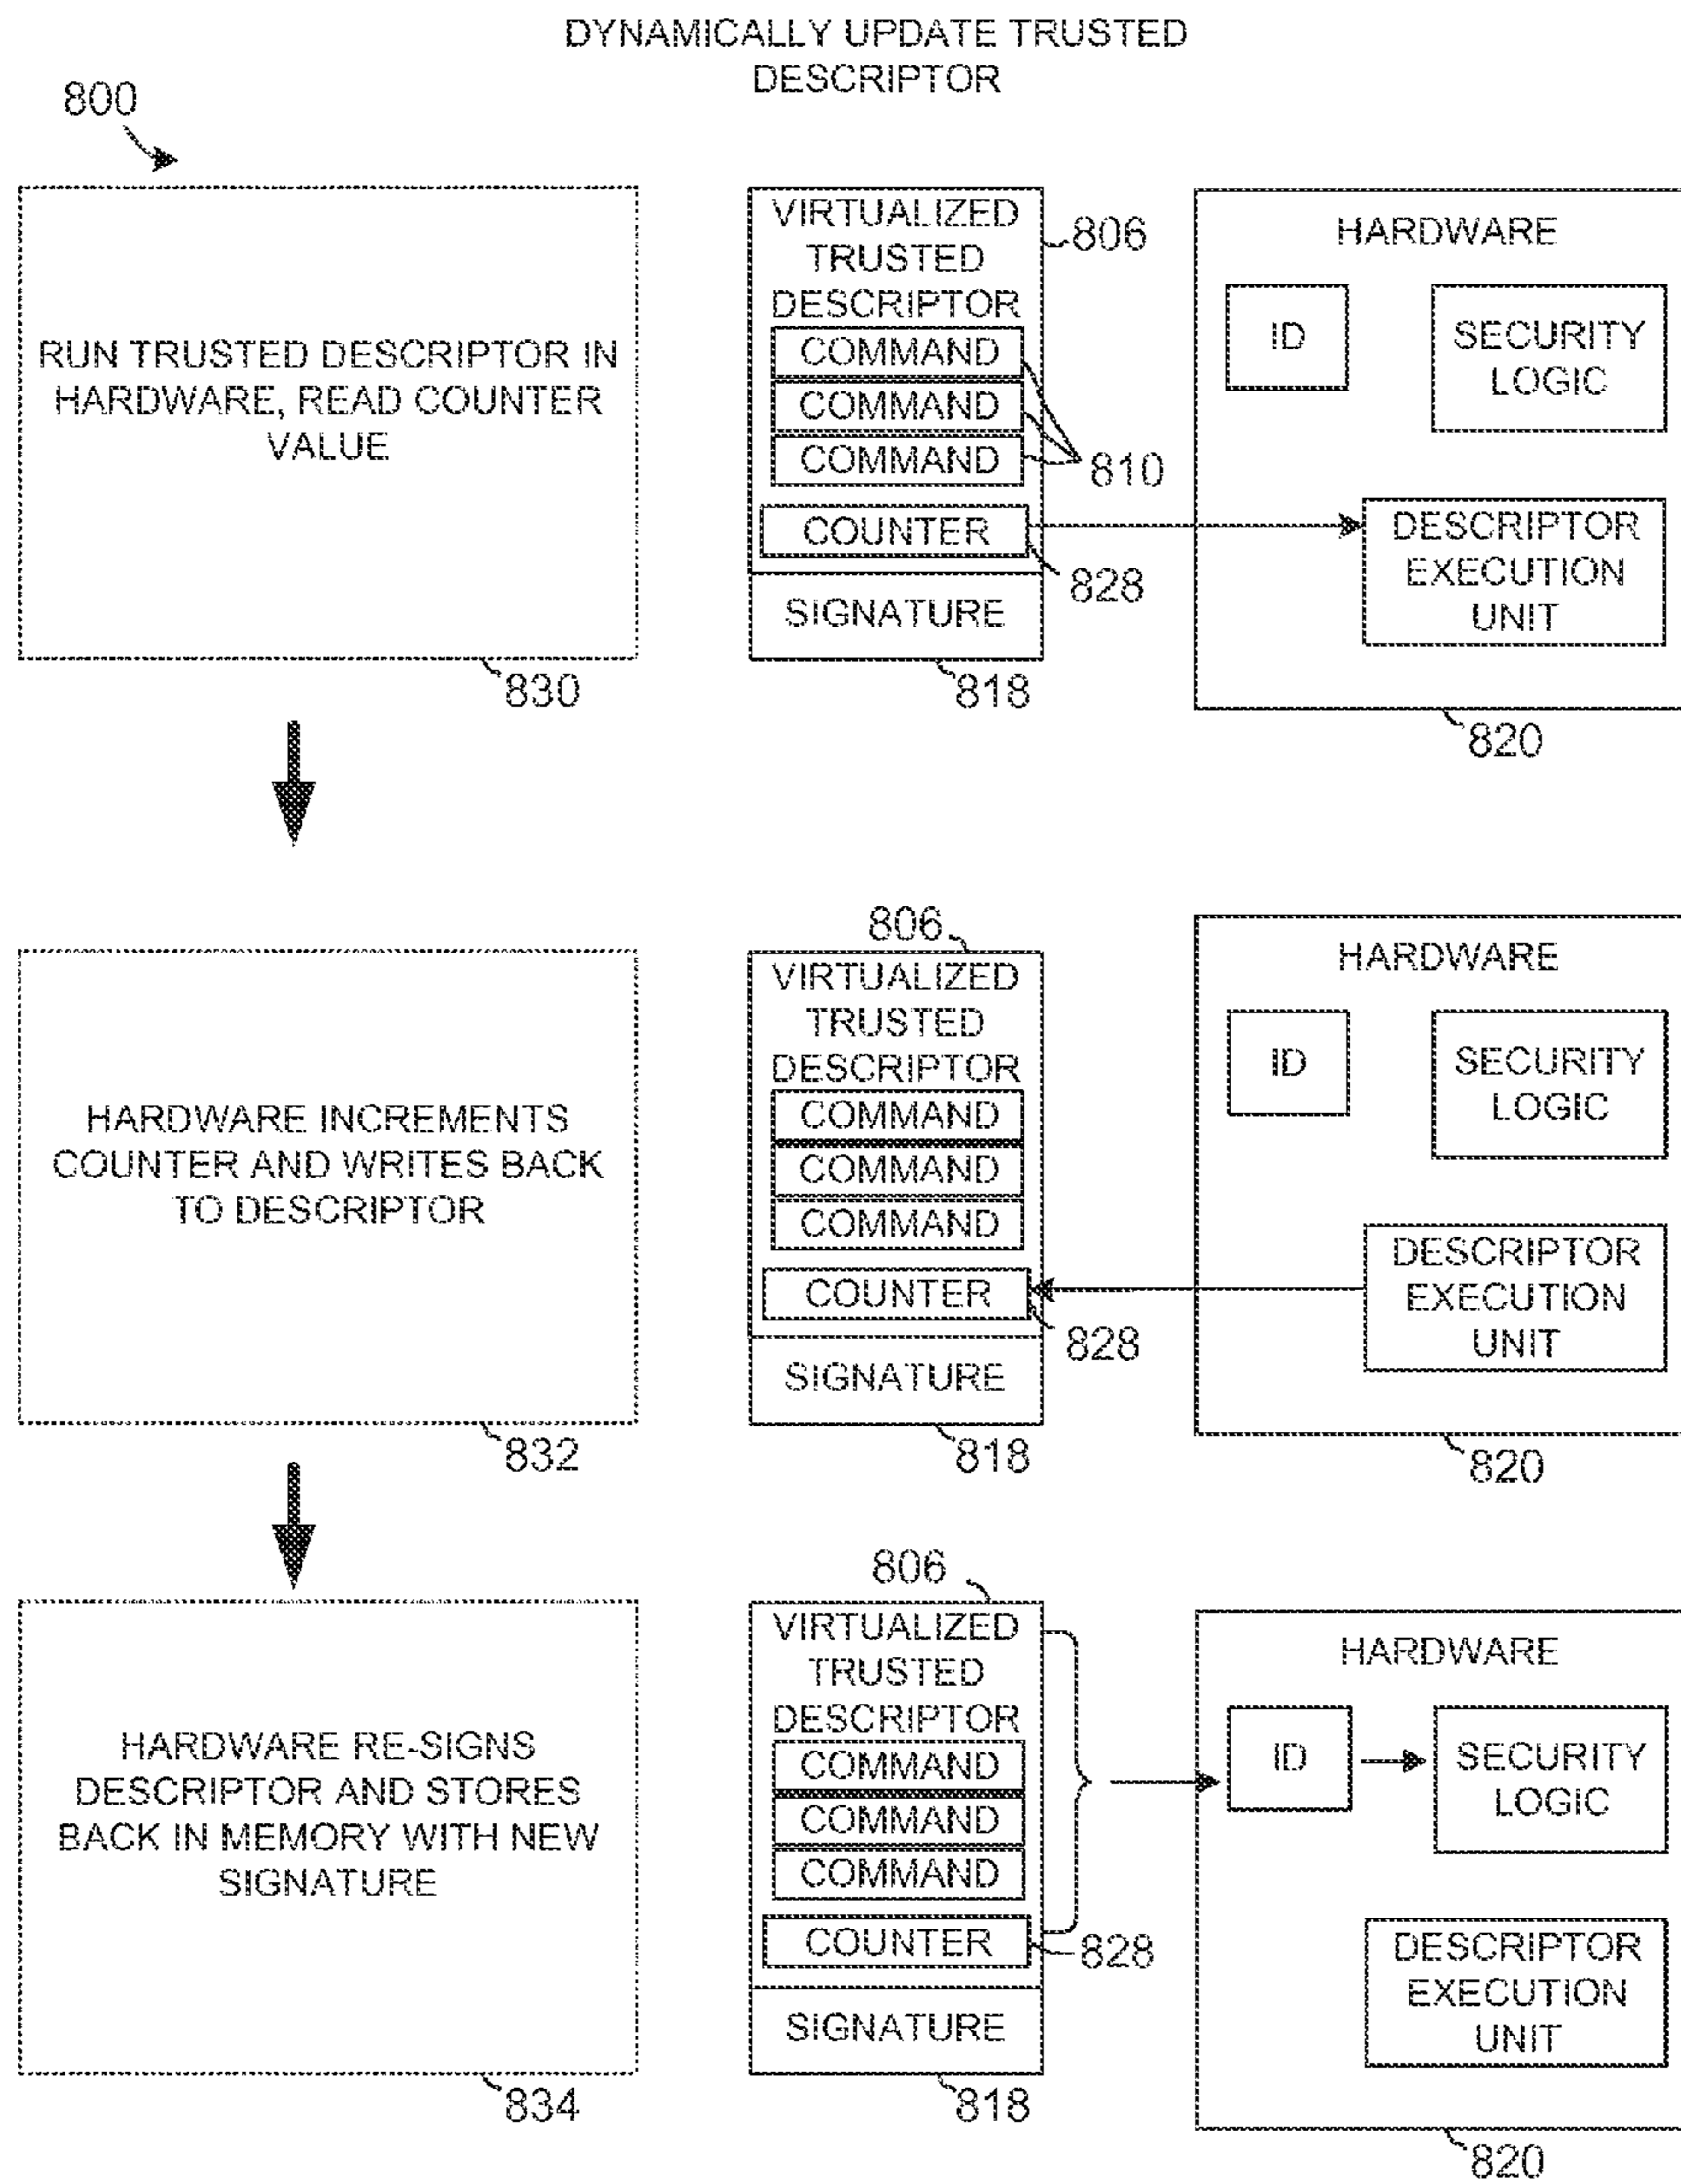 DYNAMICALLY UPDATE TRUSTED
DESCRIPTOR
800
RUN TRUSTED DESCRIPTOR IN
HARDWARE, READ COUNTER
VALUE
830
VIRTUALIZED
TRUSTED
DESCRIPTOR
COMMAND
COMMAND
COMMAND
COUNTER
SIGNATURE
806
810
828
818
HARDWARE
ID
SECURITY
LOGIC
DESCRIPTOR
EXECUTION
UNIT
820
HARDWARE INCREMENTS
COUNTER AND WRITES BACK
TO DESCRIPTOR
832
806
VIRTUALIZED
TRUSTED
DESCRIPTOR
COMMAND
COMMAND
COMMAND
COUNTER
828
SIGNATURE
818
HARDWARE
ID
SECURITY
LOGIC
DESCRIPTOR
EXECUTION
UNIT
820
HARDWARE RE-SIGNS
DESCRIPTOR AND STORES
BACK IN MEMORY WITH NEW
SIGNATURE
834
806
VIRTUALIZED
TRUSTED
DESCRIPTOR
COMMAND
COMMAND
COMMAND
COUNTER
828
SIGNATURE
818
HARDWARE
ID
SECURITY
LOGIC
DESCRIPTOR
EXECUTION
UNIT
820